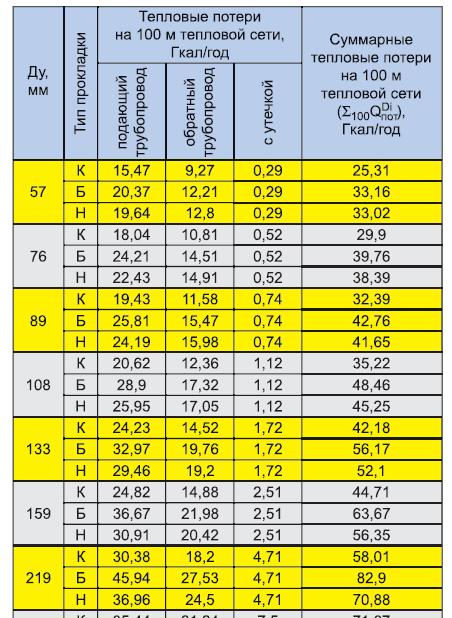 Ду, мм
Тип прокладки
Тепловые потери
на 100 м тепловой сети,
Гкал/год
подающий трубопровод
обратный трубопровод
с утечкой
Суммарные
тепловые потери
на 100 м
тепловой сети
(Σ100QDiпот),
Гкал/год
57
К 15,47 9,27 0,29 25,31
Б 20,37 12,21 0,29 33,16
Н 19,64 12,8 0,29 33,02
76
К 18,04 10,81 0,52 29,9
Б 24,21 14,51 0,52 39,76
Н 22,43 14,91 0,52 38,39
89
К 19,43 11,58 0,74 32,39
Б 25,81 15,47 0,74 42,76
Н 24,19 15,98 0,74 41,65
108
К 20,62 12,36 1,12 35,22
Б 28,9 17,32 1,12 48,46
Н 25,95 17,05 1,12 45,25
133
К 24,23 14,52 1,72 42,18
Б 32,97 19,76 1,72 56,17
Н 29,46 19,2 1,72 52,1
159
К 24,82 14,88 2,51 44,71
Б 36,67 21,98 2,51 63,67
Н 30,91 20,42 2,51 56,35
219
К 30,38 18,2 4,71 58,01
Б 45,94 27,53 4,71 82,9
Н 36,96 24,5 4,71 70,88